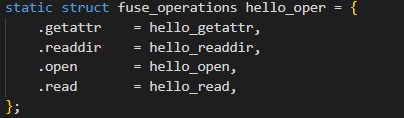 static struct fuse_operations hello_oper = {
    .getattr    = hello_getattr,
    .readdir    = hello_readdir,
    .open       = hello_open,
    .read       = hello_read,
};